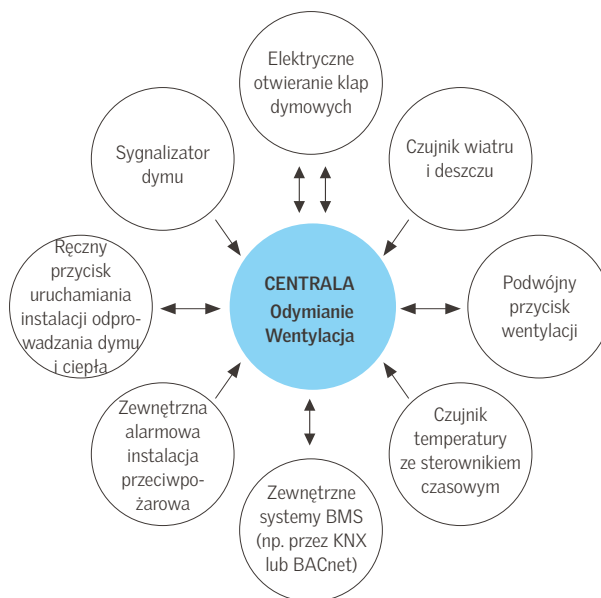 Elektryczne
otwieranie klap
dymowych
Sygnalizator
dymu
Czujnik wiatru
i deszczu
Ręczny
przycisk
uruchamiania
instalacji odpro-
wadzania dymu
i ciepła
CENTRALA
Odymianie
Wentylacja
Podwójny
przycisk
wentylacji
Zewnętrzna
alarmowa
instalacja
przeciwpo-
żarowa
Czujnik
temperatury
ze sterownikiem
czasowym
Zewnętrzne
systemy BMS
(np. przez KNX
lub BACnet)